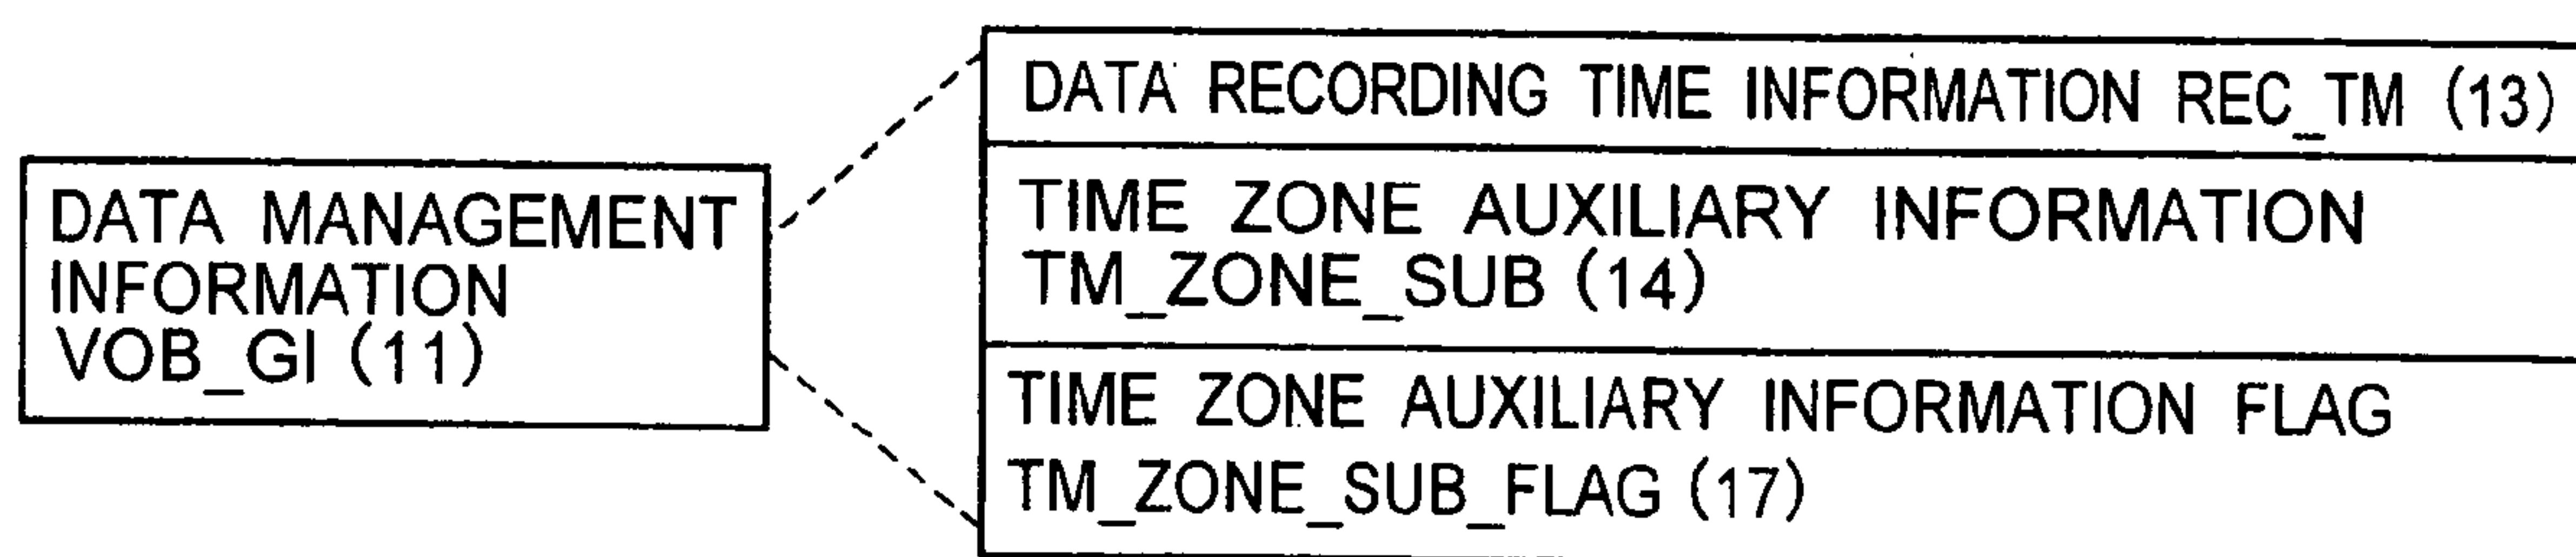 DATA MANAGEMENT
INFORMATION
VOB_GI (11)
DATA RECORDING TIME INFORMATION REC_TM (13)
TIME ZONE AUXILIARY INFORMATION
TM_ZONE_SUB (14)
TIME ZONE AUXILIARY INFORMATION FLAG
TM_ZONE_SUB_FLAG (17)